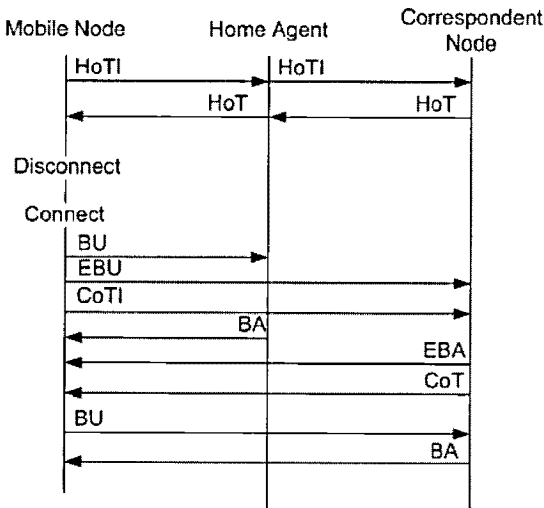 Mobile Node
Home Agent
Correspondent
Node
HoTI
HoTI
HoT
HoT
Disconnect
Connect
BU
EBU
CoTI
BA
EBA
CoT
BU
BA